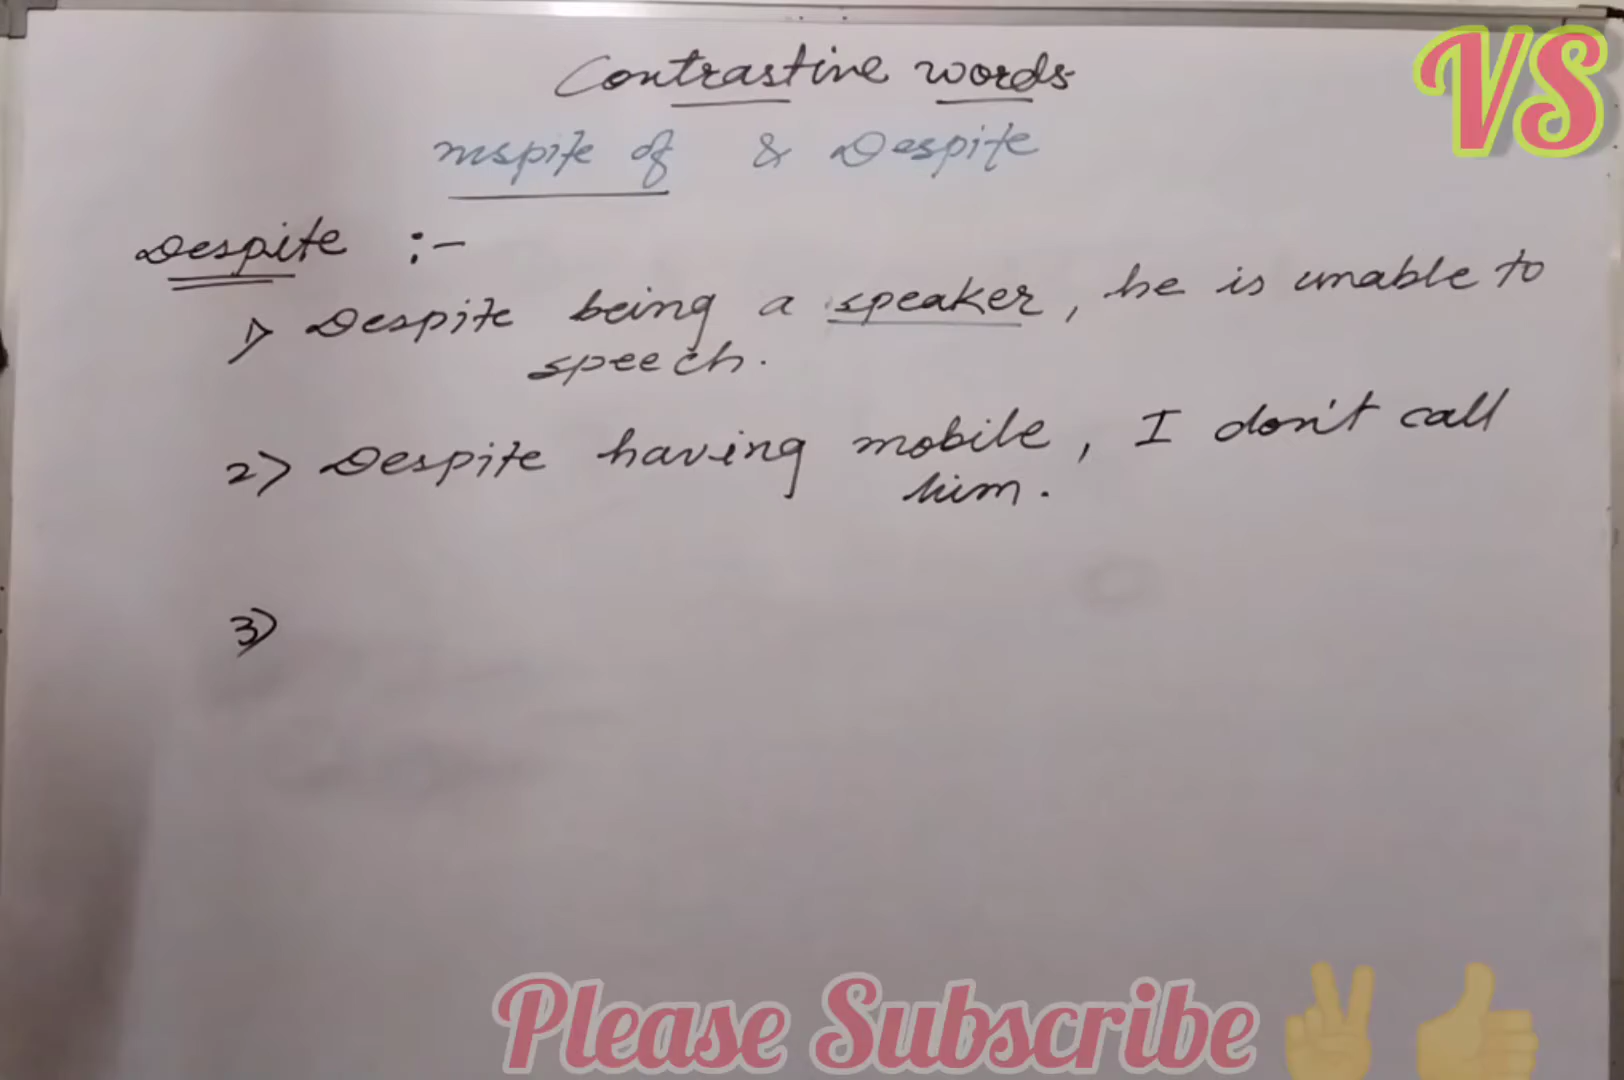 Contrastive words
VS
Inspite of & Despite
Despite :-
1) Despite being a speaker, he is unable to
speech.
2) Despite having mobile, I don't call
him.
3)
Please Subscribe